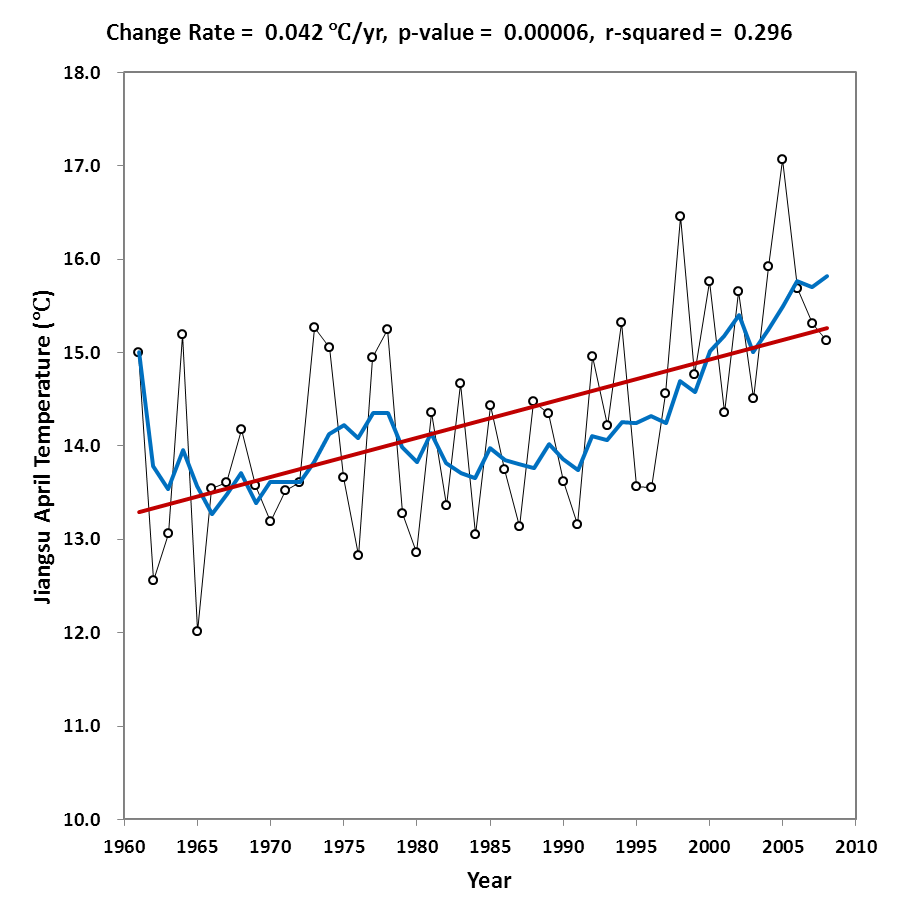 Change Rate = 0.042 ℃/yr, p-value = 0.00006, r-squared = 0.296
18.0
17.0
16.0
15.0
14.0
13.0
12.0
11.0
10.0
Jiangsu April Temperature (℃)
1960 1965 1970 1975 1980 1985 1990 1995 2000 2005 2010
Year